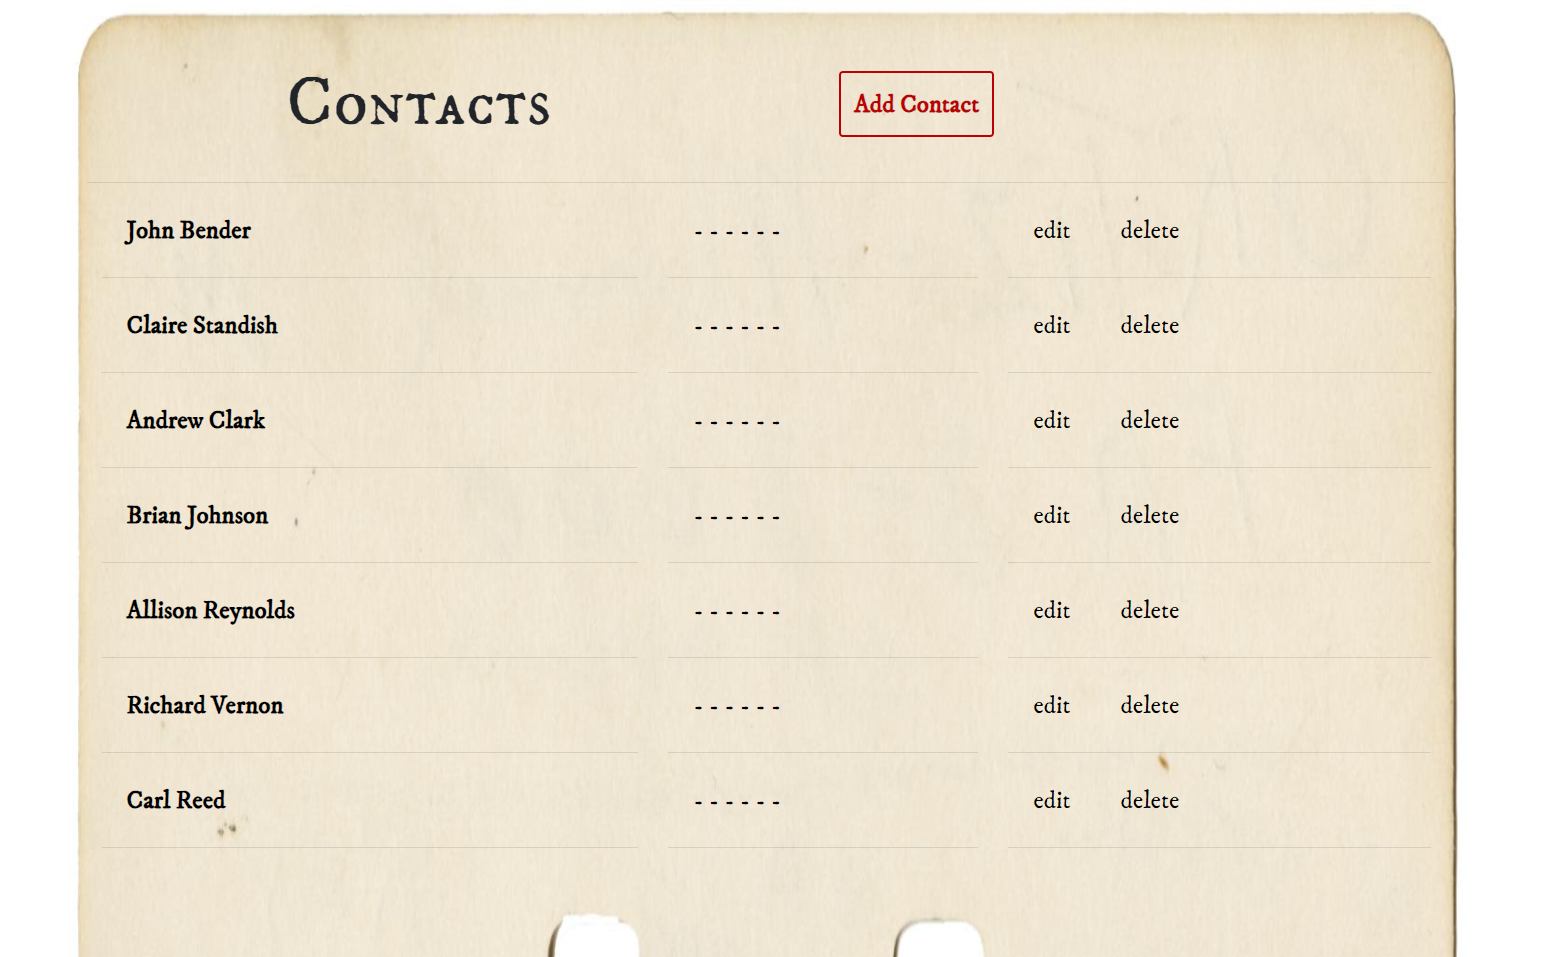 Contacts
Add Contact
John Bender - - - - - - edit delete
Claire Standish - - - - - - edit delete
Andrew Clark - - - - - - edit delete
Brian Johnson - - - - - - edit delete
Allison Reynolds - - - - - - edit delete
Richard Vernon - - - - - - edit delete
Carl Reed - - - - - - edit delete